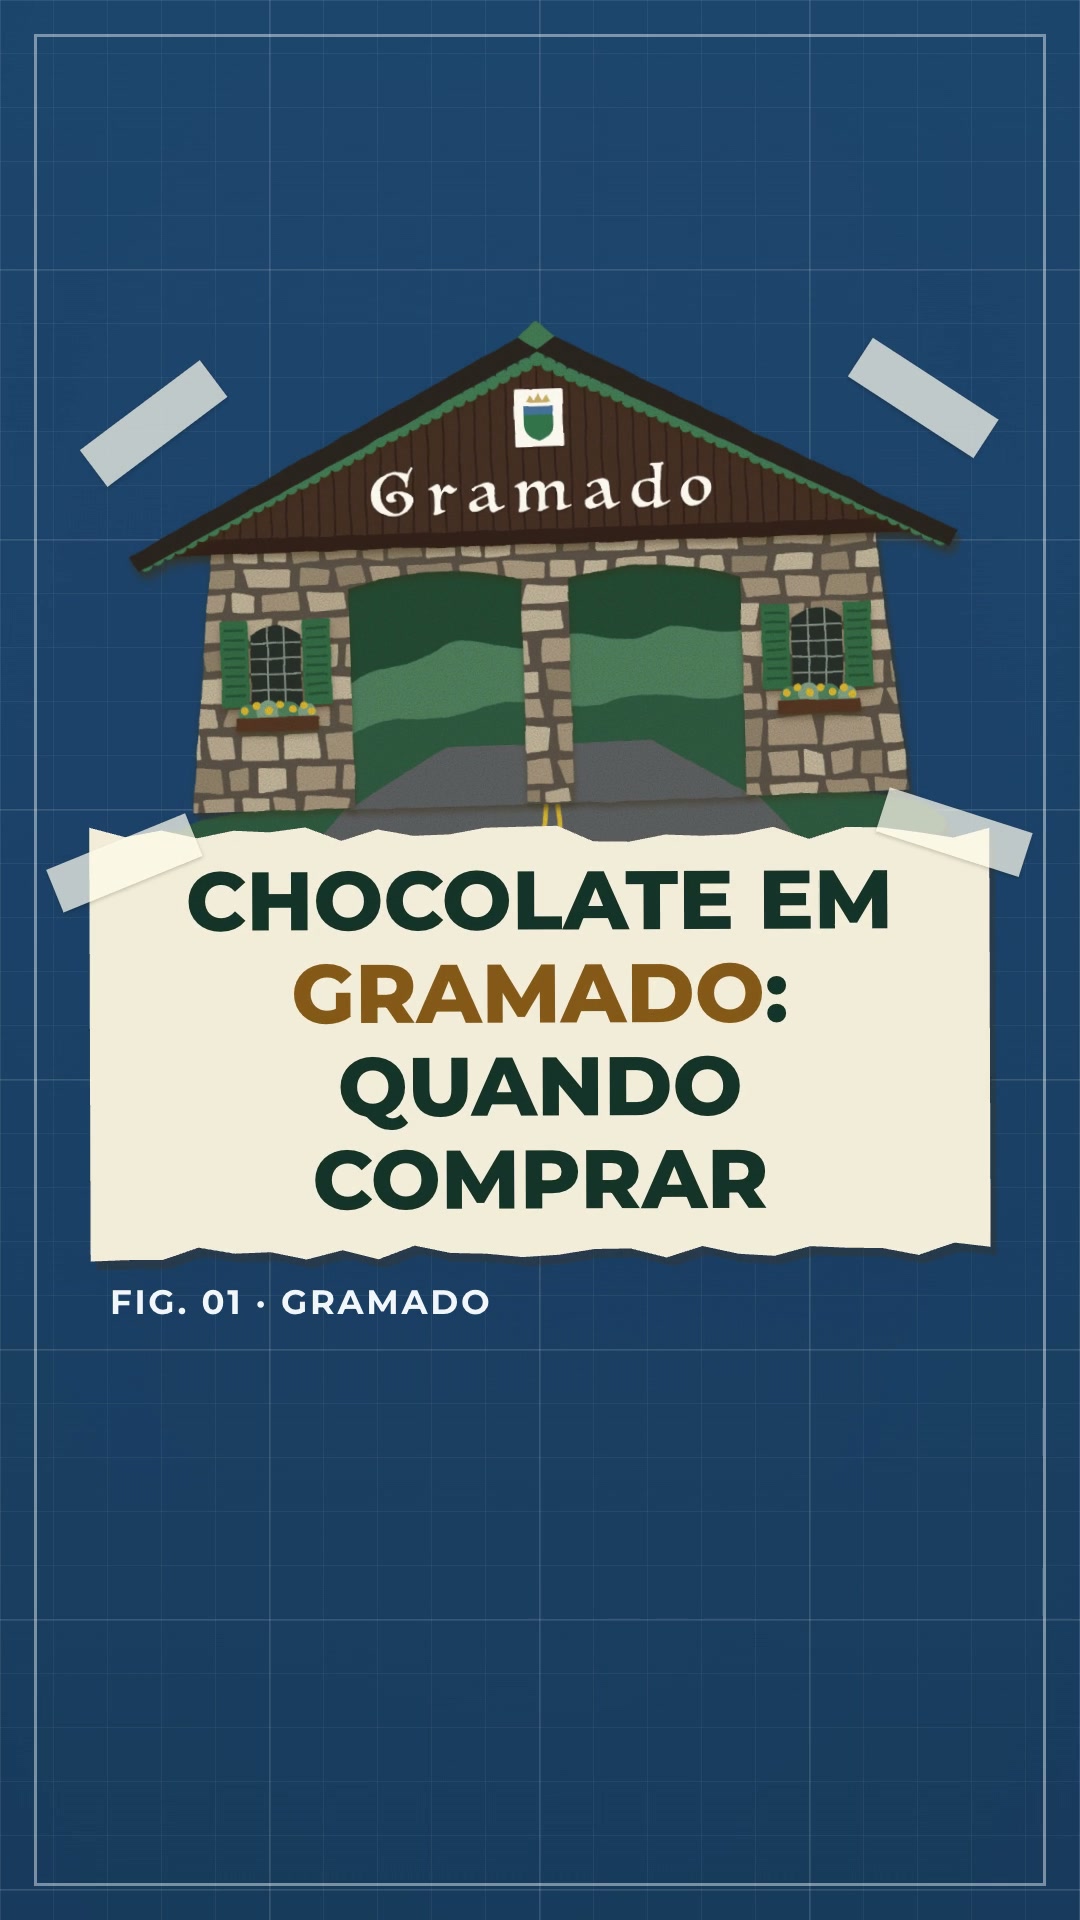 Gramado
CHOCOLATE EM
GRAMADO:
QUANDO
COMPRAR
FIG. 01 · GRAMADO